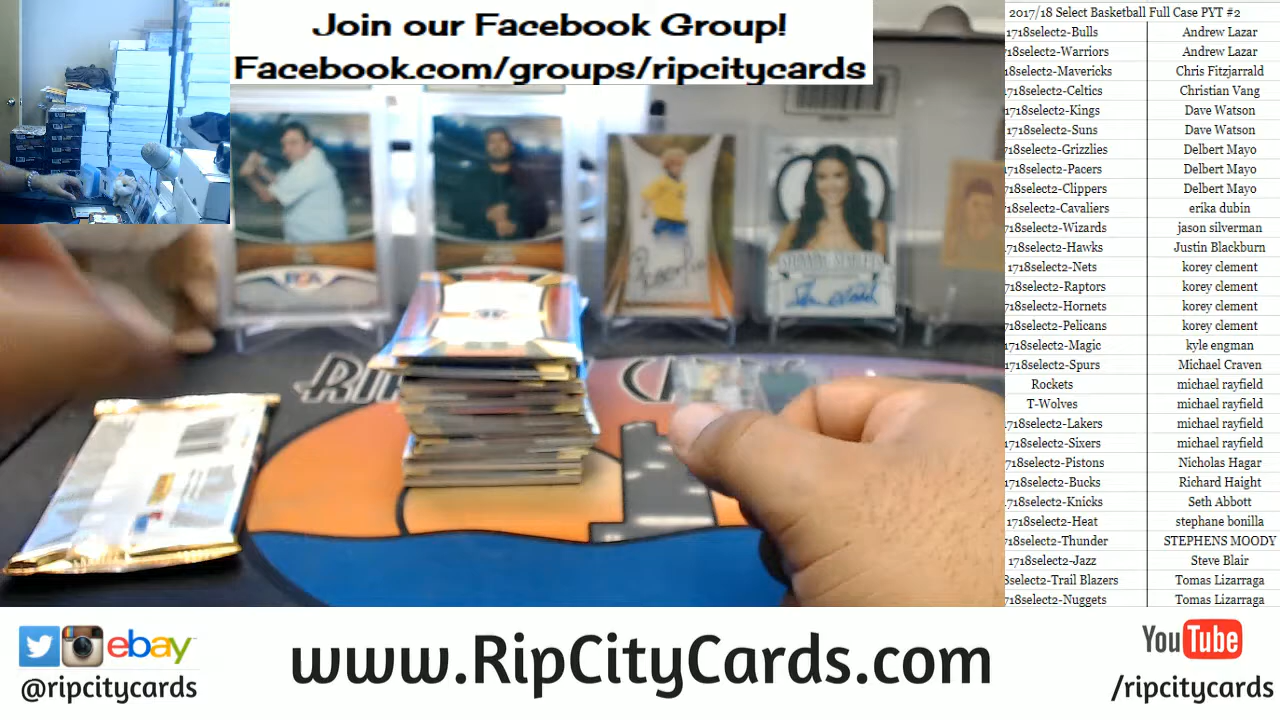 Join our Facebook Group!
Facebook.com/groups/ripcitycards
2017/18 Select Basketball Full Case PYT #2
1718select2-Bulls Andrew Lazar
1718select2-Warriors Andrew Lazar
18select2-Mavericks Chris Fitzjarrald
1718select2-Celtics Christian Vang
1718select2-Kings Dave Watson
1718select2-Suns Dave Watson
718select2-Grizzlies Delbert Mayo
1718select2-Pacers Delbert Mayo
718select2-Clippers Delbert Mayo
18select2-Cavaliers erika dubin
718select2-Wizards jason silverman
1718select2-Hawks Justin Blackburn
1718select2-Nets korey clement
718select2-Raptors korey clement
718select2-Hornets korey clement
718select2-Pelicans korey clement
1718select2-Magic kyle engman
1718select2-Spurs Michael Craven
Rockets michael rayfield
T-Wolves michael rayfield
1718select2-Lakers michael rayfield
1718select2-Sixers michael rayfield
718select2-Pistons Nicholas Hagar
1718select2-Bucks Richard Haight
1718select2-Knicks Seth Abbott
1718select2-Heat stephane bonilla
718select2-Thunder STEPHENS MOODY
1718select2-Jazz Steve Blair
8select2-Trail Blazers Tomas Lizarraga
718select2-Nuggets Tomas Lizarraga
ebay
@ripcitycards
www.RipCityCards.com
YouTube
/ripcitycards